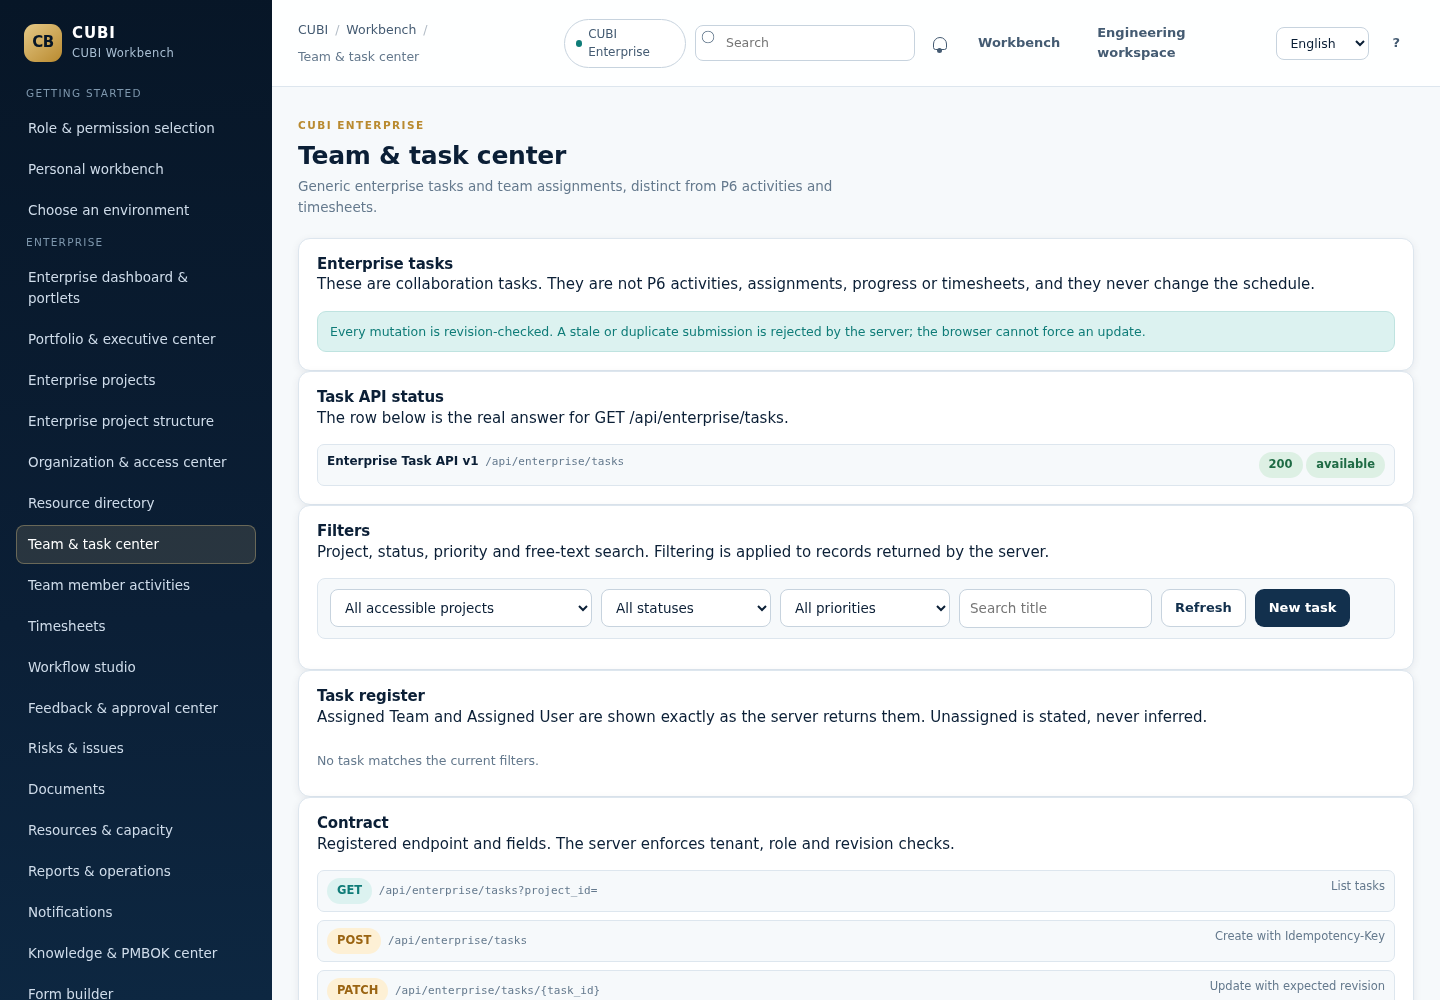 CB
CUBI
CUBI Workbench
GETTING STARTED
Role & permission selection
Personal workbench
Choose an environment
ENTERPRISE
Enterprise dashboard &
portlets
Portfolio & executive center
Enterprise projects
Enterprise project structure
Organization & access center
Resource directory
Team & task center
Team member activities
Timesheets
Workflow studio
Feedback & approval center
Risks & issues
Documents
Resources & capacity
Reports & operations
Notifications
Knowledge & PMBOK center
Form builder
CUBI / Workbench /
Team & task center
CUBI
Enterprise
Search
Workbench
Engineering
workspace
English
?
CUBI ENTERPRISE
Team & task center
Generic enterprise tasks and team assignments, distinct from P6 activities and
timesheets.
Enterprise tasks
These are collaboration tasks. They are not P6 activities, assignments, progress or timesheets, and they never change the schedule.
Every mutation is revision-checked. A stale or duplicate submission is rejected by the server; the browser cannot force an update.
Task API status
The row below is the real answer for GET /api/enterprise/tasks.
Enterprise Task API v1 /api/enterprise/tasks 200 available
Filters
Project, status, priority and free-text search. Filtering is applied to records returned by the server.
All accessible projects All statuses All priorities Search title Refresh New task
Task register
Assigned Team and Assigned User are shown exactly as the server returns them. Unassigned is stated, never inferred.
No task matches the current filters.
Contract
Registered endpoint and fields. The server enforces tenant, role and revision checks.
GET /api/enterprise/tasks?project_id= List tasks
POST /api/enterprise/tasks Create with Idempotency-Key
PATCH /api/enterprise/tasks/{task_id} Update with expected revision